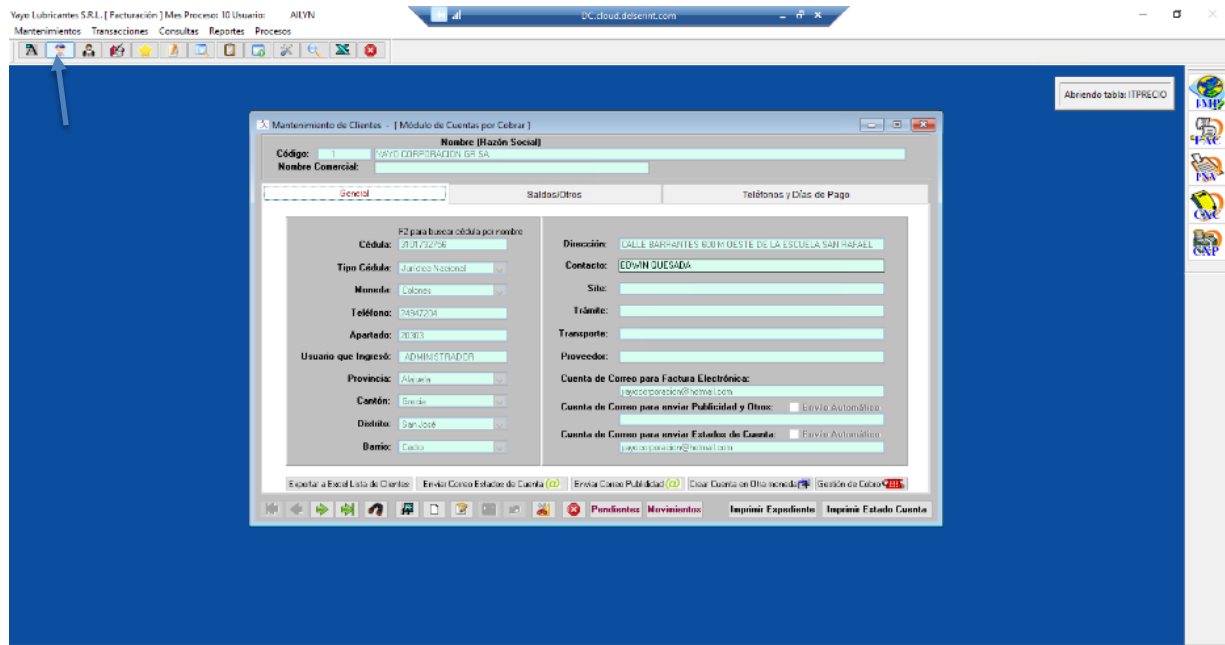 Yayo Lubricantes S.R.L. [ Facturación ] Mes Proceso: 10 Usuario: AILYN
DC.cloud.delserint.com
Mantenimientos Transacciones Consultas Reportes Procesos
Abriendo tabla: ITPRECIO
Mantenimiento de Clientes - [ Módulo de Cuentas por Cobrar ]
Nombre (Razón Social)
Código: 1 YAYO CORPORACION GR SA
Nombre Comercial:
General Saldos/Otros Teléfonos y Días de Pago
F2 para buscar cédula por nombre
Cédula: 3101732756
Tipo Cédula: Jurídico Nacional
Moneda: Colones
Teléfono: 24947204
Apartado: 20303
Usuario que Ingresó: ADMINISTRADOR
Provincia: Alajuela
Cantón: Grecia
Distrito: San José
Barrio: Cedro
Dirección: CALLE BARRANTES 600 M OESTE DE LA ESCUELA SAN RAFAEL
Contacto: EDWIN QUESADA
Site:
Trámite:
Transporte:
Proveedor:
Cuenta de Correo para Factura Electrónica:
yayocorporacion@hotmail.com
Cuenta de Correo para enviar Publicidad y Otros: Envío Automático
Cuenta de Correo para enviar Estados de Cuenta: Envío Automático
yayocorporacion@hotmail.com
Exportar a Excel Lista de Clientes Enviar Correo Estados de Cuenta Enviar Correo Publicidad Crear Cuenta en Otra moneda Gestión de Cobro
Pendientes Movimientos Imprimir Expediente Imprimir Estado Cuenta
FAC
CXC
CXP